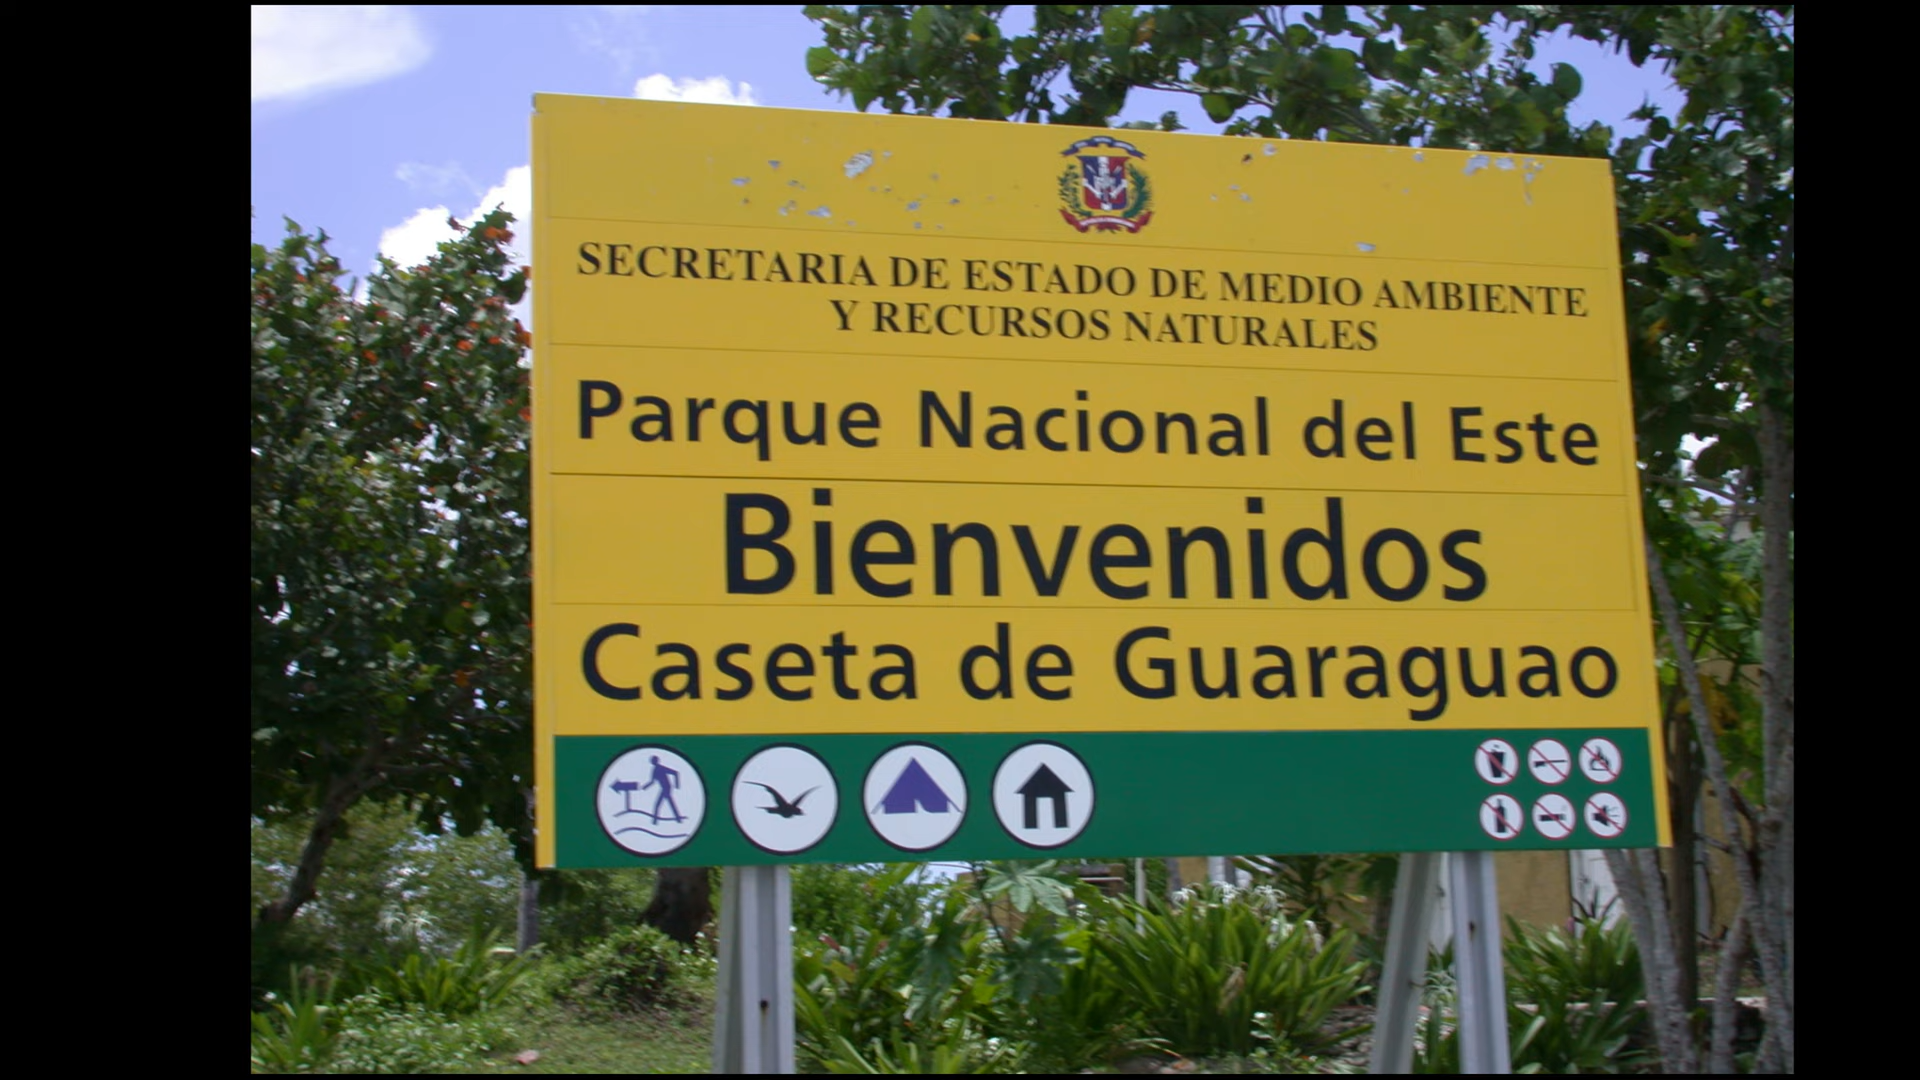 SECRETARIA DE ESTADO DE MEDIO AMBIENTE
Y RECURSOS NATURALES
Parque Nacional del Este
Bienvenidos
Caseta de Guaraguao